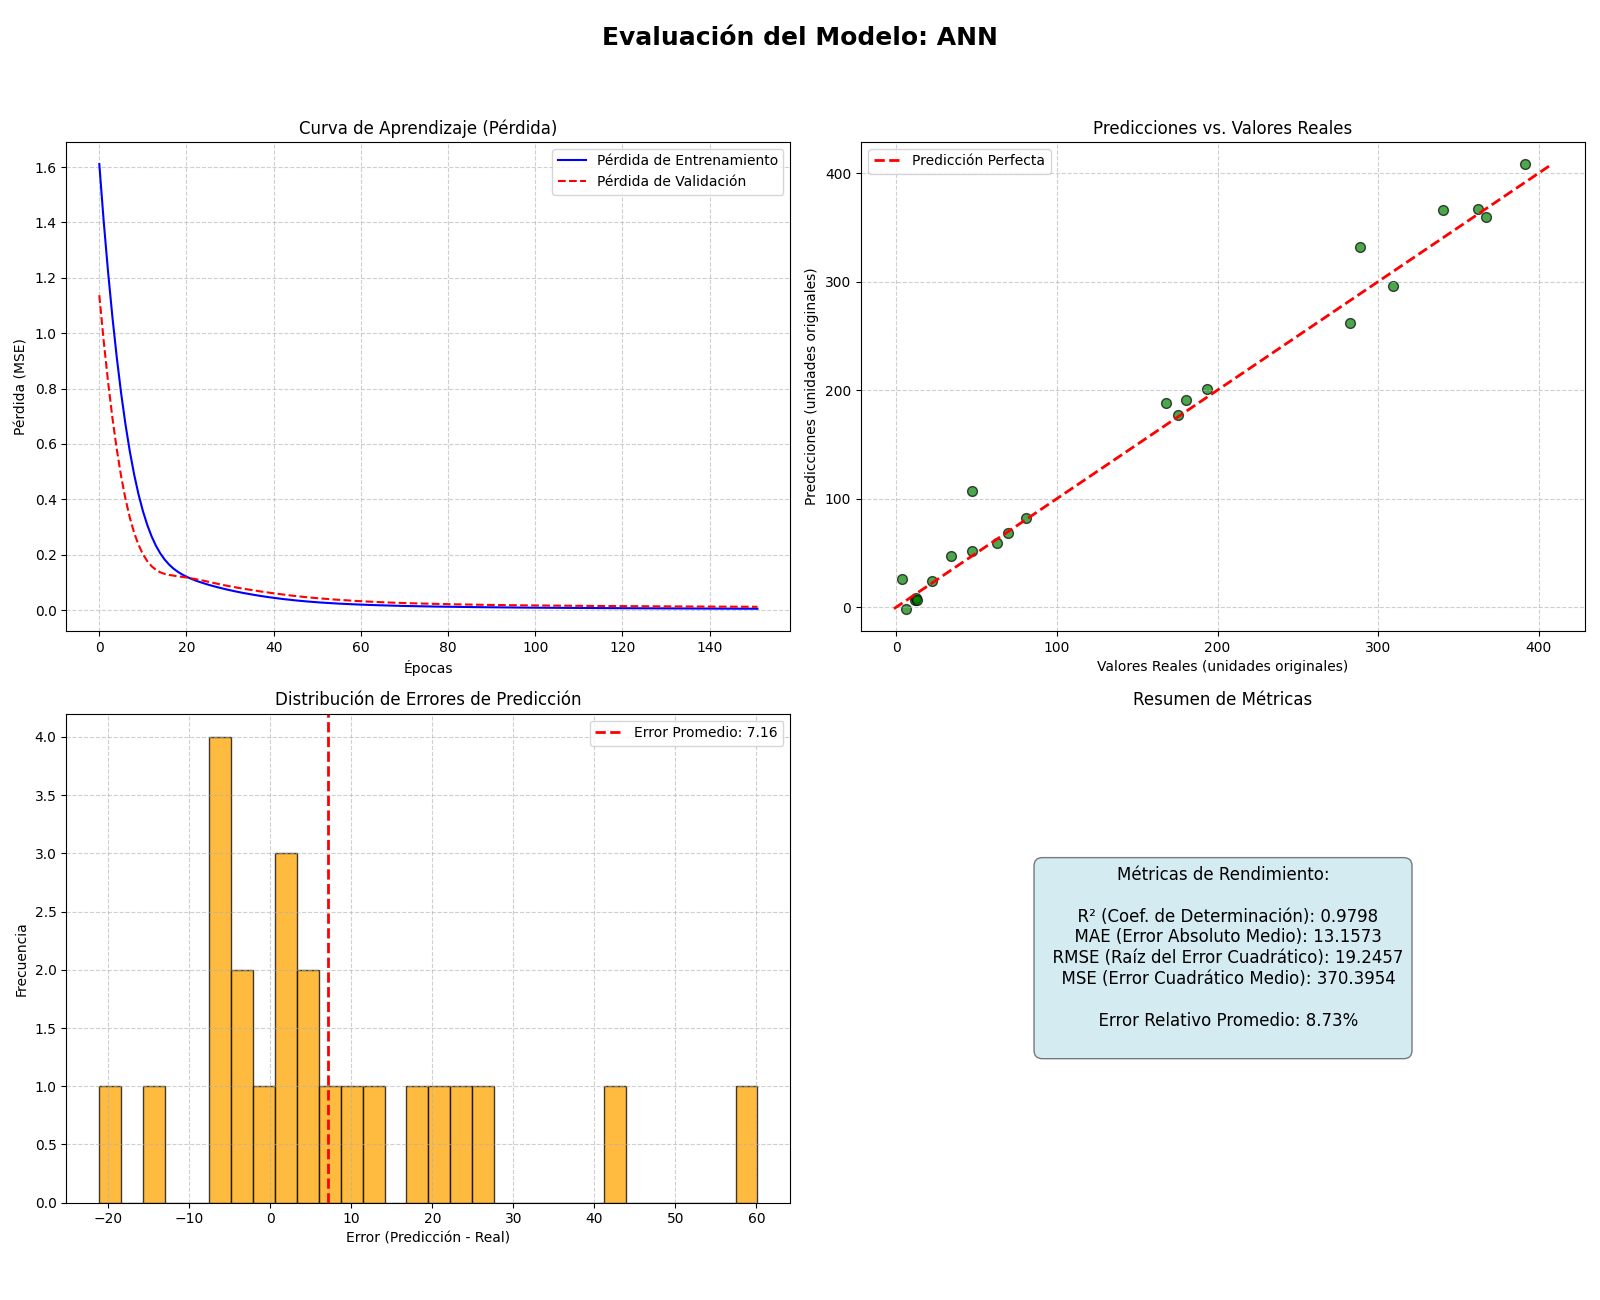 Evaluación del Modelo: ANN
Curva de Aprendizaje (Pérdida)
Pérdida de Entrenamiento
Pérdida de Validación
1.6
1.4
1.2
1.0
0.8
0.6
0.4
0.2
0.0
Pérdida (MSE)
0 20 40 60 80 100 120 140
Épocas
Predicciones vs. Valores Reales
Predicción Perfecta
400
300
200
100
0
Predicciones (unidades originales)
0 100 200 300 400
Valores Reales (unidades originales)
Distribución de Errores de Predicción
Error Promedio: 7.16
4.0
3.5
3.0
2.5
2.0
1.5
1.0
0.5
0.0
Frecuencia
−20 −10 0 10 20 30 40 50 60
Error (Predicción - Real)
Resumen de Métricas
Métricas de Rendimiento:
R² (Coef. de Determinación): 0.9798
MAE (Error Absoluto Medio): 13.1573
RMSE (Raíz del Error Cuadrático): 19.2457
MSE (Error Cuadrático Medio): 370.3954
Error Relativo Promedio: 8.73%